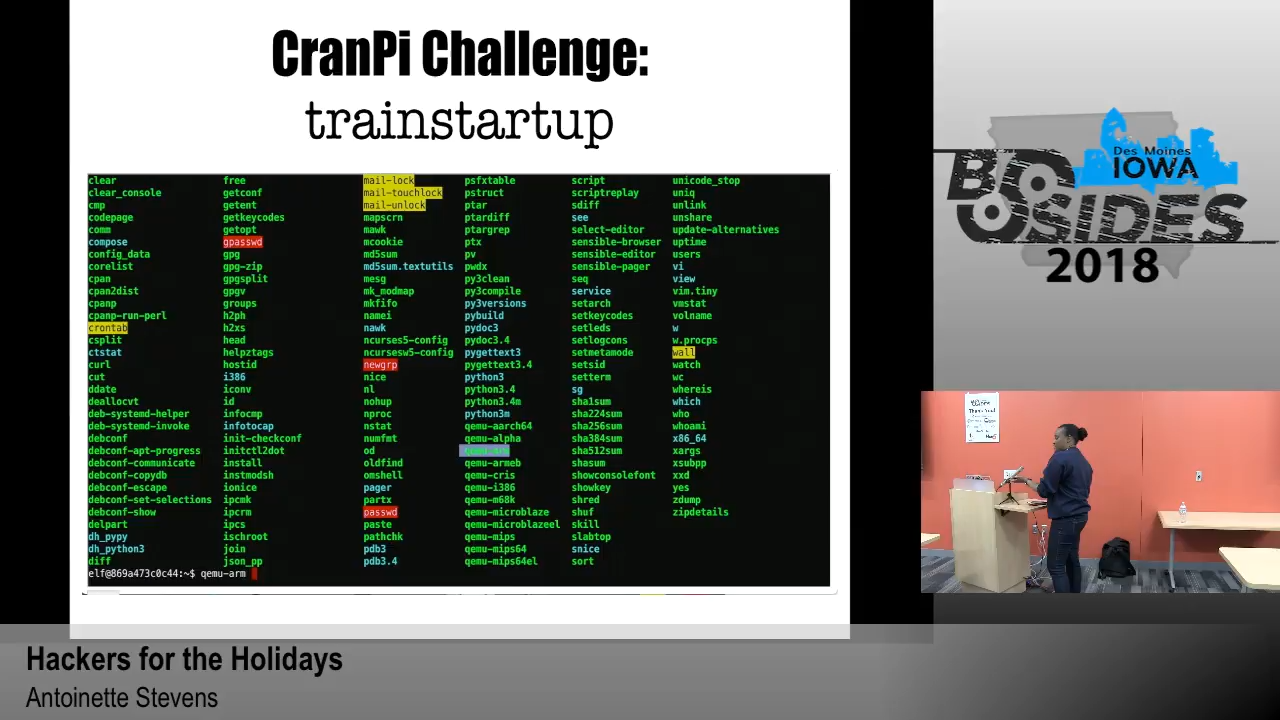 CranPi Challenge:
trainstartup
clear free mail-lock psfxtable script unicode_stop
clear_console getconf mail-touchlock pstruct scriptreplay uniq
cmp getent mail-unlock ptar sdiff unlink
codepage getkeycodes mapscrn ptardiff see unshare
comm getopt mawk ptargrep select-editor update-alternatives
compose gpasswd mcookie ptx sensible-browser uptime
config_data gpg md5sum pv sensible-editor users
corelist gpg-zip md5sum.textutils pwdx sensible-pager vi
cpan gpgsplit mesg py3clean seq view
cpan2dist gpgv mk_modmap py3compile service vim.tiny
cpanp groups mkfifo py3versions setarch vmstat
cpanp-run-perl h2ph namei pybuild setkeycodes volname
crontab h2xs nawk pydoc3 setleds w
csplit head ncurses5-config pydoc3.4 setlogcons w.procps
ctstat helpztags ncursesw5-config pygettext3 setmetamode wall
curl hostid newgrp pygettext3.4 setsid watch
cut i386 nice python3 setterm wc
ddate iconv nl python3.4 sg whereis
deallocvt id nohup python3.4m sha1sum which
deb-systemd-helper infocmp nproc python3m sha224sum who
deb-systemd-invoke infotocap nstat qemu-aarch64 sha256sum whoami
debconf init-checkconf numfmt qemu-alpha sha384sum x86_64
debconf-apt-progress initctl2dot od qemu-arm sha512sum xargs
debconf-communicate install oldfind qemu-armeb shasum xsubpp
debconf-copydb instmodsh omshell qemu-cris showconsolefont xxd
debconf-escape ionice pager qemu-i386 showkey yes
debconf-set-selections ipcmk partx qemu-m68k shred zdump
debconf-show ipcrm passwd qemu-microblaze shuf zipdetails
delpart ipcs paste qemu-microblazeel skill
dh_pypy ischroot pathchk qemu-mips slabtop
dh_python3 join pdb3 qemu-mips64 snice
diff json_pp pdb3.4 qemu-mips64el sort
elf@869a473c0c44:~$ qemu-arm
Des Moines
IOWA
BSIDES
2018
Thank You!
Hackers for the Holidays
Antoinette Stevens